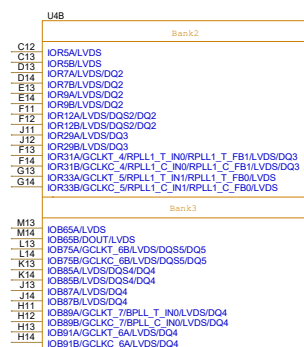 U4B
Bank2
C12
C13 IOR5A/LVDS
D13 IOR5B/LVDS
D14 IOR7A/LVDS/DQ2
E13 IOR7B/LVDS/DQ2
E14 IOR9A/LVDS/DQ2
F11 IOR9B/LVDS/DQ2
F12 IOR12A/LVDS/DQS2/DQ2
J11 IOR12B/LVDS/DQS2/DQ2
J12 IOR29A/LVDS/DQ3
F13 IOR29B/LVDS/DQ3
F14 IOR31A/GCLKT_4/RPLL1_T_IN0/RPLL1_T_FB1/LVDS/DQ3
G13 IOR31B/GCLKC_4/RPLL1_C_IN0/RPLL1_C_FB1/LVDS/DQ3
G14 IOR33A/GCLKT_5/RPLL1_T_IN1/RPLL1_T_FB0/LVDS
IOR33B/GCLKC_5/RPLL1_C_IN1/RPLL1_C_FB0/LVDS
Bank3
M13
M14 IOB65A/LVDS
L13 IOB65B/DOUT/LVDS
L14 IOB75A/GCLKT_6B/LVDS/DQS5/DQ5
K13 IOB75B/GCLKC_6B/LVDS/DQS5/DQ5
K14 IOB85A/LVDS/DQS4/DQ4
J13 IOB85B/LVDS/DQS4/DQ4
J14 IOB87A/LVDS/DQ4
H11 IOB87B/LVDS/DQ4
H12 IOB89A/GCLKT_7/BPLL_T_IN0/LVDS/DQ4
H13 IOB89B/GCLKC_7/BPLL_C_IN0/LVDS/DQ4
H14 IOB91A/GCLKT_6A/LVDS/DQ4
IOB91B/GCLKC_6A/LVDS/DQ4